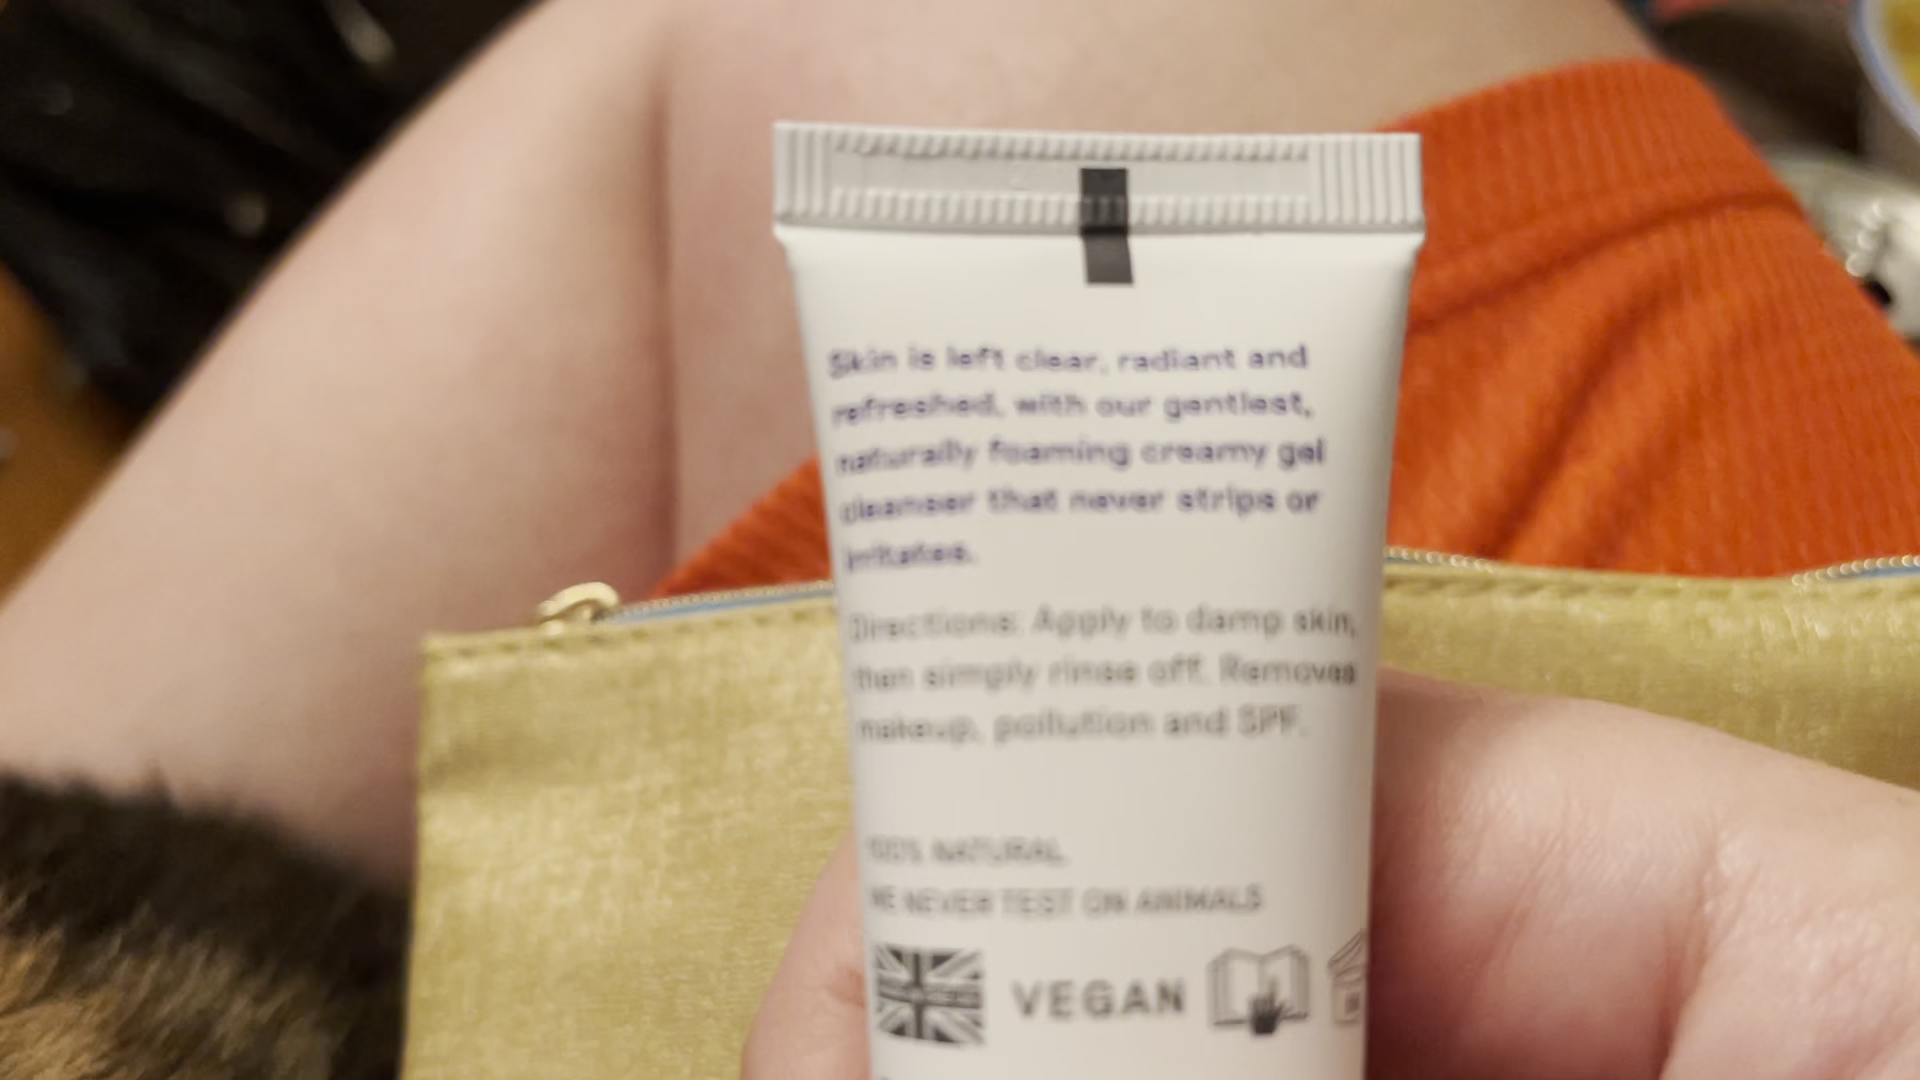 Skin is left clear, radiant and
refreshed, with our gentlest,
naturally foaming creamy gel
cleanser that never strips or
irritates.
Directions: Apply to damp skin,
then simply rinse off. Removes
makeup, pollution and SPF.
100% NATURAL
WE NEVER TEST ON ANIMALS
VEGAN